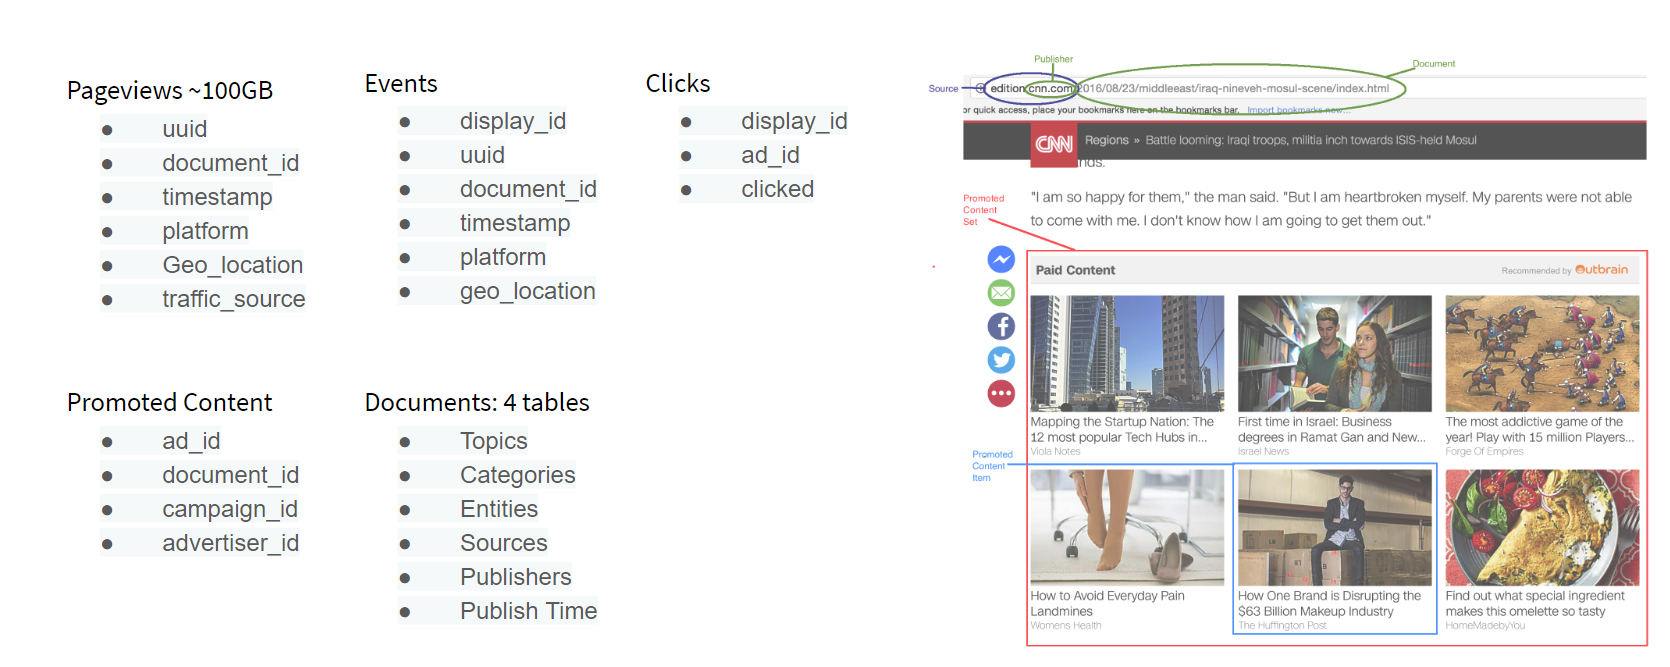 Pageviews ~100GB
● uuid
● document_id
● timestamp
● platform
● Geo_location
● traffic_source
Events
● display_id
● uuid
● document_id
● timestamp
● platform
● geo_location
Clicks
● display_id
● ad_id
● clicked
Promoted Content
● ad_id
● document_id
● campaign_id
● advertiser_id
Documents: 4 tables
● Topics
● Categories
● Entities
● Sources
● Publishers
● Publish Time
Publisher
Document
Source
edition.cnn.com/2016/08/23/middleeast/iraq-nineveh-mosul-scene/index.html
or quick access, place your bookmarks here on the bookmarks bar. Import bookmarks now...
CNN Regions » Battle looming: Iraqi troops, militia inch towards ISIS-held Mosul
nds.
"I am so happy for them," the man said. "But I am heartbroken myself. My parents were not able
to come with me. I don't know how I am going to get them out."
Promoted
Content
Set
Paid Content
Recommended by Outbrain
Mapping the Startup Nation: The
12 most popular Tech Hubs in...
Viola Notes
First time in Israel: Business
degrees in Ramat Gan and New...
Israel News
The most addictive game of the
year! Play with 15 million Players...
Forge Of Empires
Promoted
Content
Item
How to Avoid Everyday Pain
Landmines
Womens Health
How One Brand is Disrupting the
$63 Billion Makeup Industry
The Huffington Post
Find out what special ingredient
makes this omelette so tasty
HomeMadebyYou